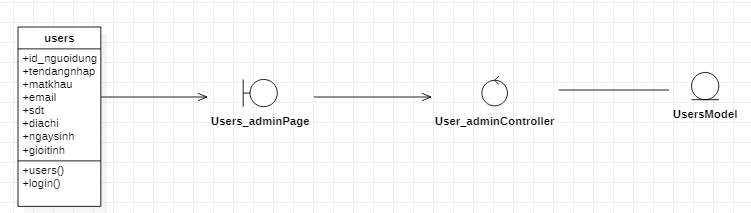 users
+id_nguoidung
+tendangnhap
+matkhau
+email
+sdt
+diachi
+ngaysinh
+gioitinh
+users()
+login()
Users_adminPage
User_adminController
UsersModel